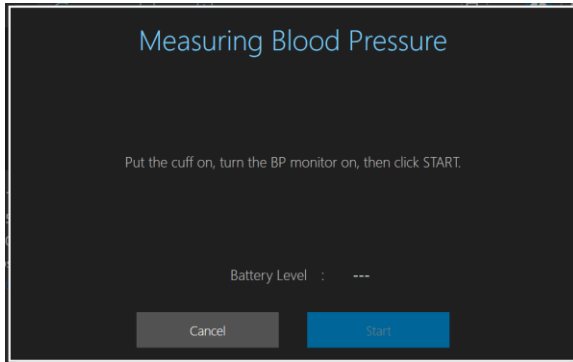 Measuring Blood Pressure
Put the cuff on, turn the BP monitor on, then click START.
Battery Level : ---
Cancel
Start